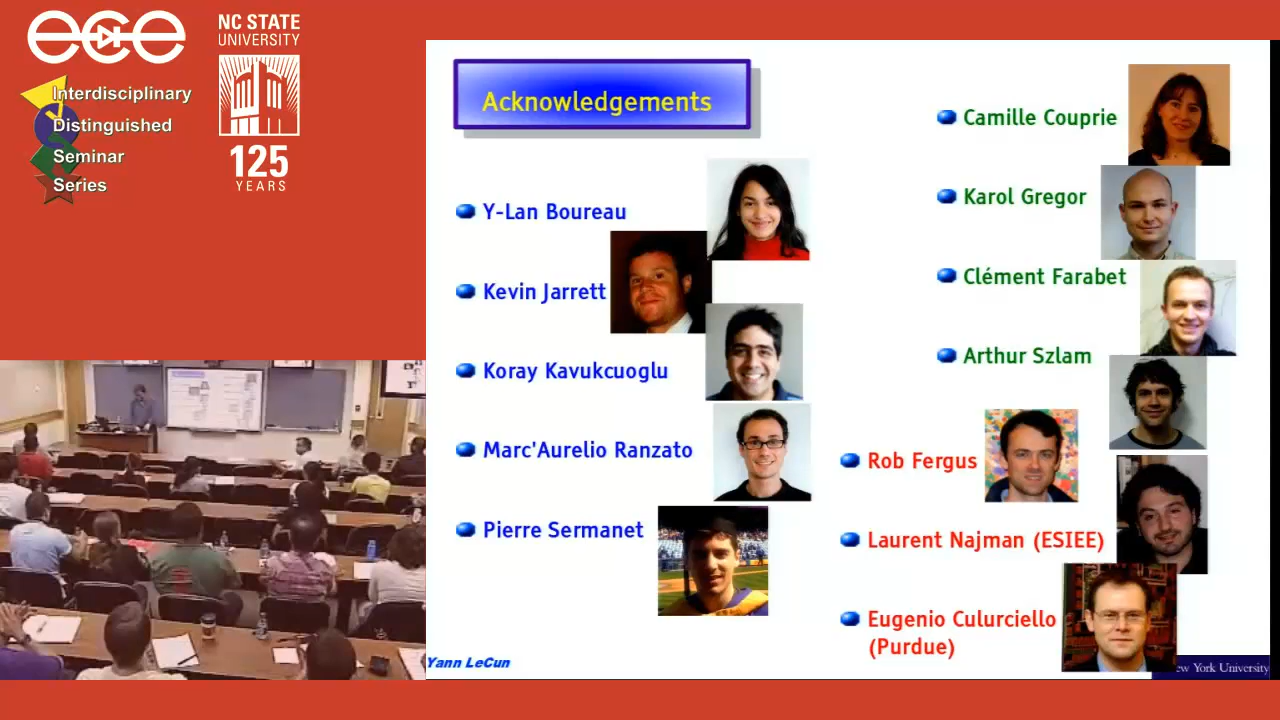 ece
NC STATE
UNIVERSITY
Interdisciplinary
Distinguished
Seminar
Series
125
YEARS
Acknowledgements
Y-Lan Boureau
Kevin Jarrett
Koray Kavukcuoglu
Marc'Aurelio Ranzato
Pierre Sermanet
Camille Couprie
Karol Gregor
Clément Farabet
Arthur Szlam
Rob Fergus
Laurent Najman (ESIEE)
Eugenio Culurciello
(Purdue)
Yann LeCun
York University